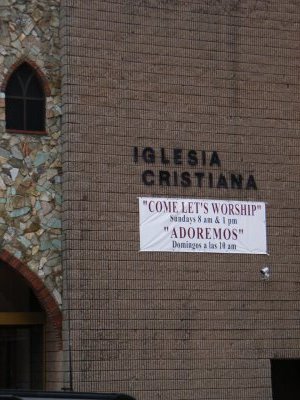 IGLESIA
CRISTIANA
"COME LET'S WORSHIP"
Sundays 8 am & 1 pm
"ADOREMOS"
Domingos a las 10 am